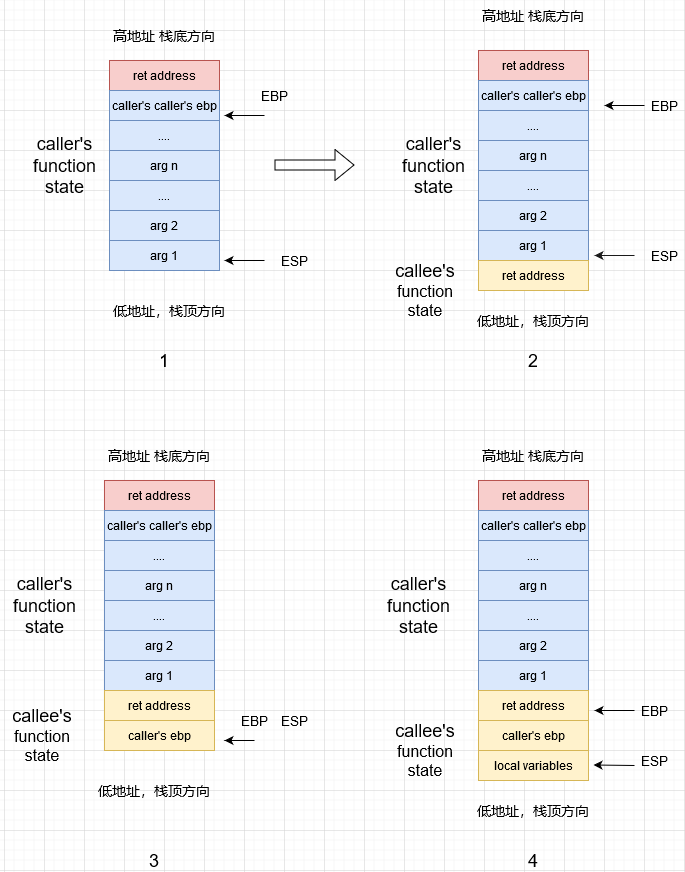 高地址 栈底方向
ret address
caller's caller's ebp
EBP
....
caller's
function
state
arg n
....
arg 2
arg 1
ESP
低地址，栈顶方向
1
高地址 栈底方向
ret address
caller's caller's ebp
EBP
....
caller's
function
state
arg n
....
arg 2
arg 1
ESP
callee's
function
state
ret address
低地址，栈顶方向
2
高地址 栈底方向
ret address
caller's caller's ebp
....
caller's
function
state
arg n
....
arg 2
arg 1
callee's
function
state
ret address
EBP ESP
caller's ebp
低地址，栈顶方向
3
高地址 栈底方向
ret address
caller's caller's ebp
....
caller's
function
state
arg n
....
arg 2
arg 1
callee's
function
state
ret address
EBP
caller's ebp
local variables
ESP
低地址，栈顶方向
4